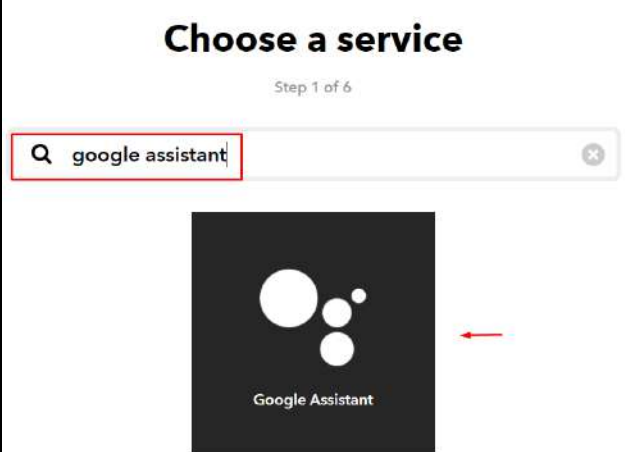 Choose a service
Step 1 of 6
google assistant
Google Assistant